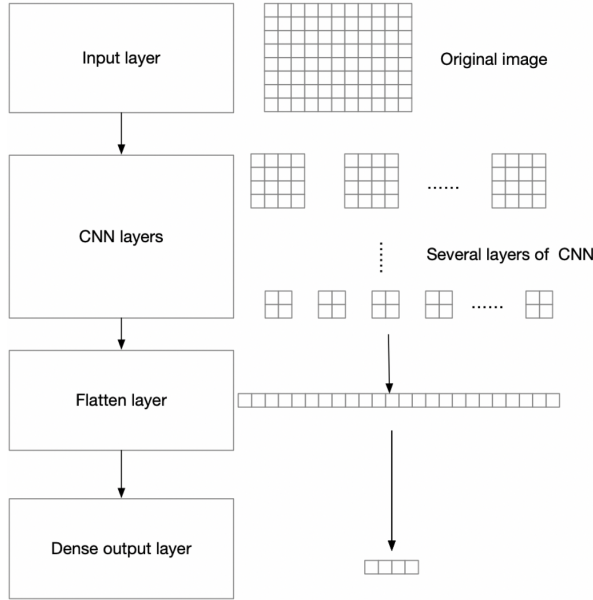 Input layer
Original image
CNN layers
Several layers of CNN
Flatten layer
Dense output layer